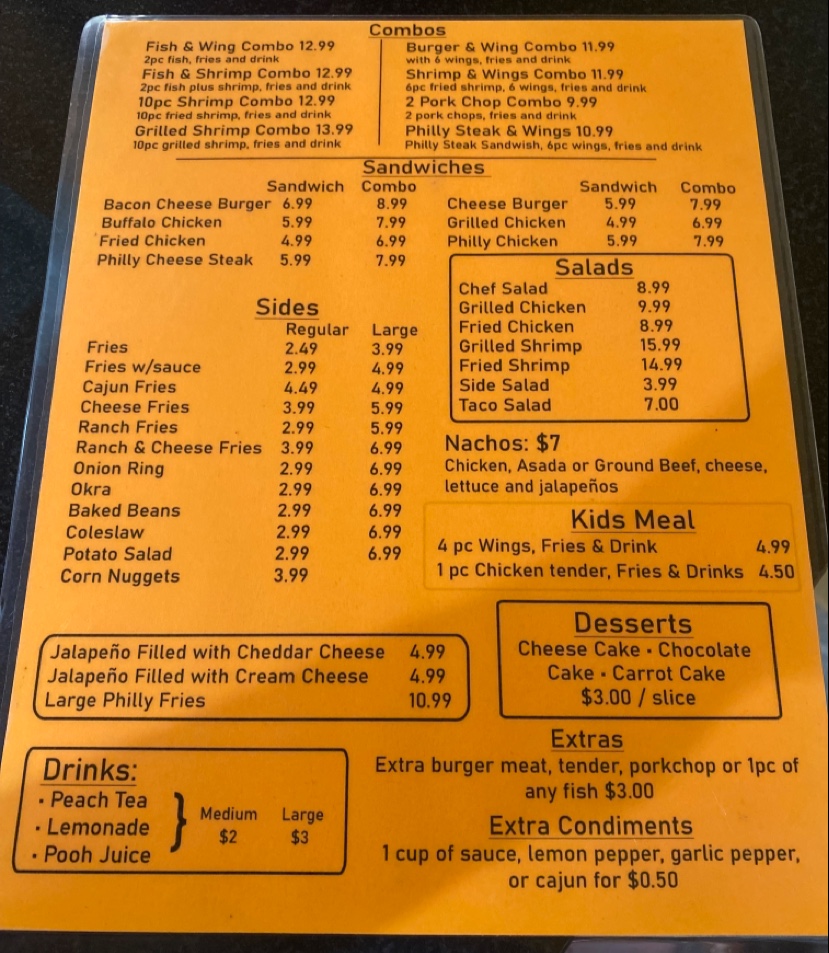 Combos
Fish & Wing Combo 12.99
2pc fish, fries and drink
Fish & Shrimp Combo 12.99
2pc fish plus shrimp, fries and drink
10pc Shrimp Combo 12.99
10pc fried shrimp, fries and drink
Grilled Shrimp Combo 13.99
10pc grilled shrimp, fries and drink
Burger & Wing Combo 11.99
with 6 wings, fries and drink
Shrimp & Wings Combo 11.99
6pc fried shrimp, 6 wings, fries and drink
2 Pork Chop Combo 9.99
2 pork chops, fries and drink
Philly Steak & Wings 10.99
Philly Steak Sandwish, 6pc wings, fries and drink
Sandwiches
Sandwich Combo
Bacon Cheese Burger 6.99 8.99
Buffalo Chicken 5.99 7.99
Fried Chicken 4.99 6.99
Philly Cheese Steak 5.99 7.99
Sandwich Combo
Cheese Burger 5.99 7.99
Grilled Chicken 4.99 6.99
Philly Chicken 5.99 7.99
Sides
Regular Large
Fries 2.49 3.99
Fries w/sauce 2.99 4.99
Cajun Fries 4.49 4.99
Cheese Fries 3.99 5.99
Ranch Fries 2.99 5.99
Ranch & Cheese Fries 3.99 6.99
Onion Ring 2.99 6.99
Okra 2.99 6.99
Baked Beans 2.99 6.99
Coleslaw 2.99 6.99
Potato Salad 2.99 6.99
Corn Nuggets 3.99
Salads
Chef Salad 8.99
Grilled Chicken 9.99
Fried Chicken 8.99
Grilled Shrimp 15.99
Fried Shrimp 14.99
Side Salad 3.99
Taco Salad 7.00
Nachos: $7
Chicken, Asada or Ground Beef, cheese,
lettuce and jalapeños
Kids Meal
4 pc Wings, Fries & Drink 4.99
1 pc Chicken tender, Fries & Drinks 4.50
Jalapeño Filled with Cheddar Cheese 4.99
Jalapeño Filled with Cream Cheese 4.99
Large Philly Fries 10.99
Desserts
Cheese Cake • Chocolate
Cake • Carrot Cake
$3.00 / slice
Drinks:
• Peach Tea
• Lemonade
• Pooh Juice
} Medium Large
$2 $3
Extras
Extra burger meat, tender, porkchop or 1pc of
any fish $3.00
Extra Condiments
1 cup of sauce, lemon pepper, garlic pepper,
or cajun for $0.50